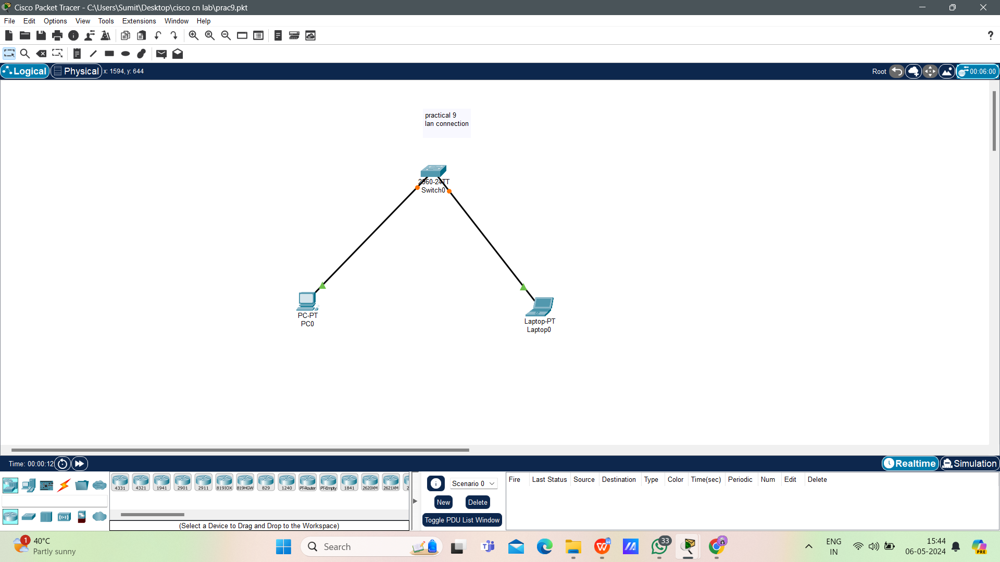 Cisco Packet Tracer - C:\Users\Sumit\Desktop\cisco cn lab\prac9.pkt
File Edit Options View Tools Extensions Window Help
?
Logical Physical x: 1594, y: 644 Root 00:06:00
practical 9
lan connection
2960-24TT
Switch0
PC-PT
PC0
Laptop-PT
Laptop0
Time: 00:00:12 Realtime Simulation
4331 4321 1941 2901 2911 819IOX 819HGW 829 1240 PT-Router PT-Empty 1841 2620XM 2621XM 2
(Select a Device to Drag and Drop to the Workspace)
Scenario 0
New Delete
Toggle PDU List Window
Fire Last Status Source Destination Type Color Time(sec) Periodic Num Edit Delete
1 40°C
Partly sunny
Search
33
ENG
IN
15:44
06-05-2024
PRE